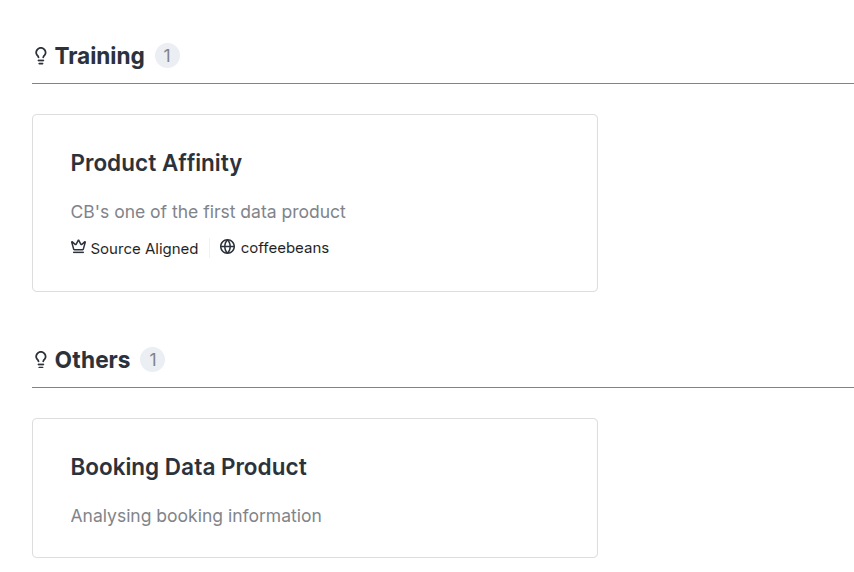 Training 1
Product Affinity
CB's one of the first data product
Source Aligned coffeebeans
Others 1
Booking Data Product
Analysing booking information